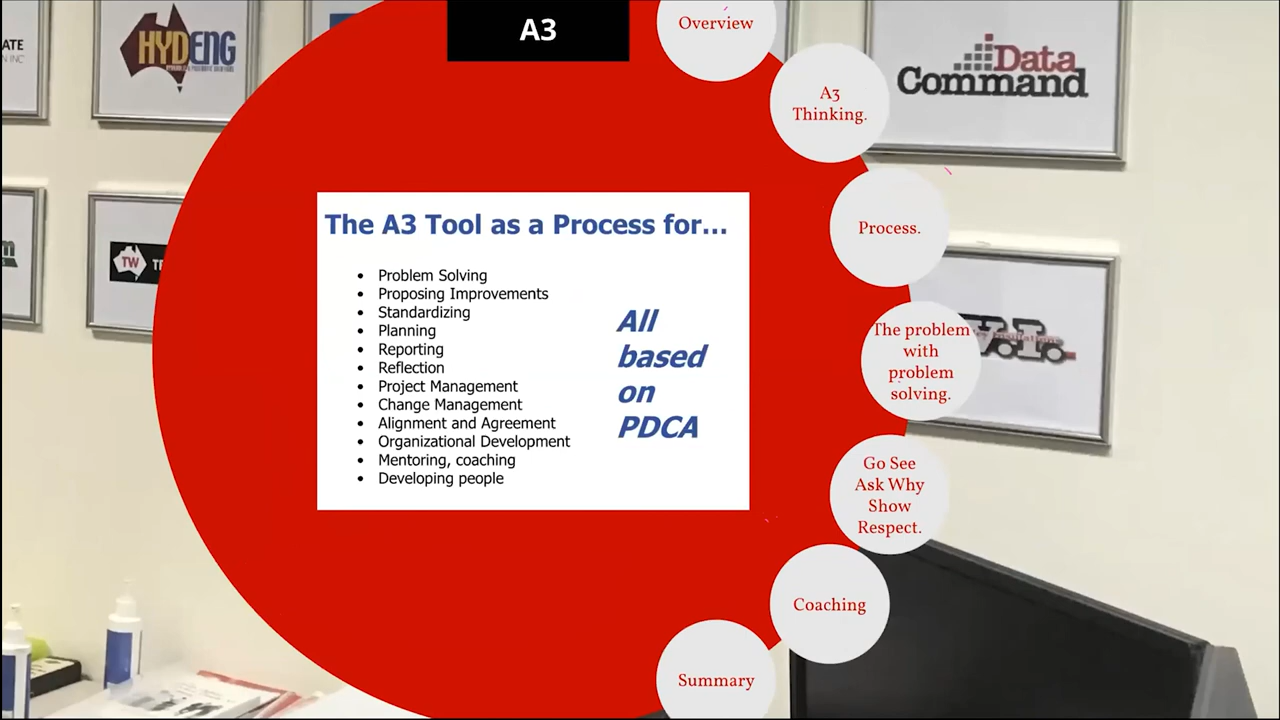 A3
Overview
A3
Thinking.
Process.
The problem
with
problem
solving.
Go See
Ask Why
Show
Respect.
Coaching
Summary
The A3 Tool as a Process for...
• Problem Solving
• Proposing Improvements
• Standardizing
• Planning
• Reporting
• Reflection
• Project Management
• Change Management
• Alignment and Agreement
• Organizational Development
• Mentoring, coaching
• Developing people
All
based
on
PDCA
HYDENG
Data
Command
TW